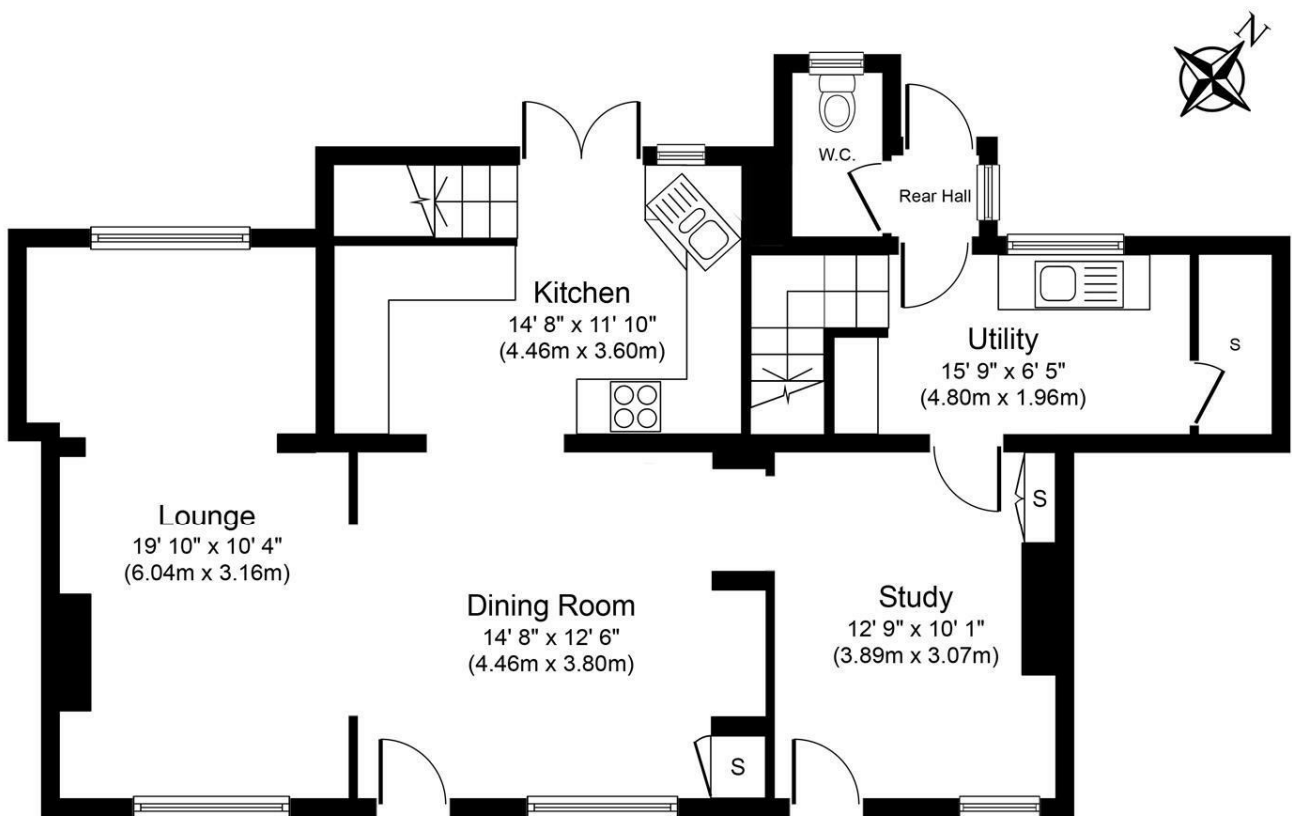 N
W.C.
Rear Hall
Kitchen
14' 8" x 11' 10"
(4.46m x 3.60m)
Utility
15' 9" x 6' 5"
(4.80m x 1.96m)
S
Lounge
19' 10" x 10' 4"
(6.04m x 3.16m)
S
Dining Room
14' 8" x 12' 6"
(4.46m x 3.80m)
Study
12' 9" x 10' 1"
(3.89m x 3.07m)
S